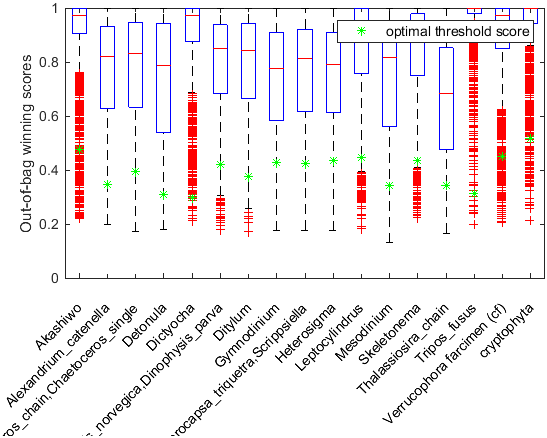 1
0.8
0.6
0.4
0.2
0
Out-of-bag winning scores
optimal threshold score
Akashiwo
Alexandrium_catenella
ros_chain,Chaetoceros_single
Detonula
Dictyocha
s_norvegica,Dinophysis_parva
Ditylum
Gymnodinium
rocapsa_triquetra,Scrippsiella
Heterosigma
Leptocylindrus
Mesodinium
Skeletonema
Thalassiosira_chain
Tripos_fusus
Verrucophora farcimen (cf)
cryptophyta